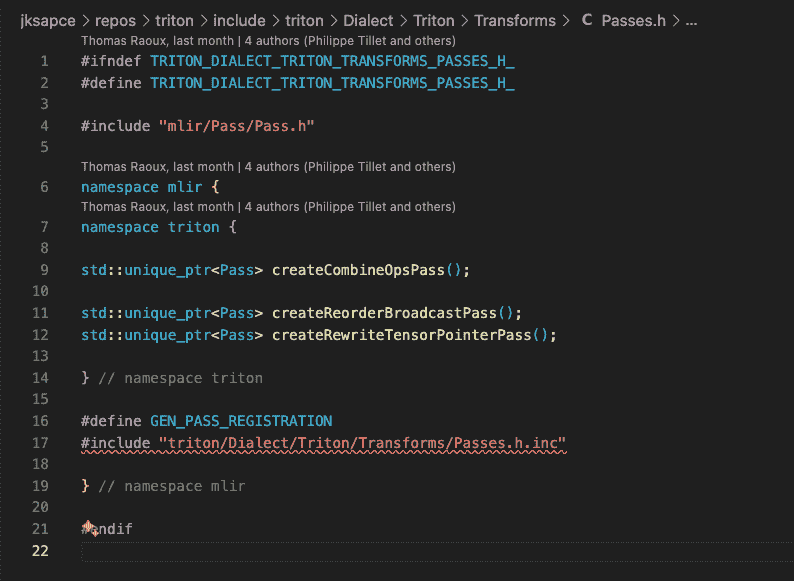 jksapce > repos > triton > include > triton > Dialect > Triton > Transforms > C Passes.h > ...
Thomas Raoux, last month | 4 authors (Philippe Tillet and others)
1 #ifndef TRITON_DIALECT_TRITON_TRANSFORMS_PASSES_H_
2 #define TRITON_DIALECT_TRITON_TRANSFORMS_PASSES_H_
3
4 #include "mlir/Pass/Pass.h"
5
Thomas Raoux, last month | 4 authors (Philippe Tillet and others)
6 namespace mlir {
Thomas Raoux, last month | 4 authors (Philippe Tillet and others)
7 namespace triton {
8
9 std::unique_ptr<Pass> createCombineOpsPass();
10
11 std::unique_ptr<Pass> createReorderBroadcastPass();
12 std::unique_ptr<Pass> createRewriteTensorPointerPass();
13
14 } // namespace triton
15
16 #define GEN_PASS_REGISTRATION
17 #include "triton/Dialect/Triton/Transforms/Passes.h.inc"
18
19 } // namespace mlir
20
21 #endif
22